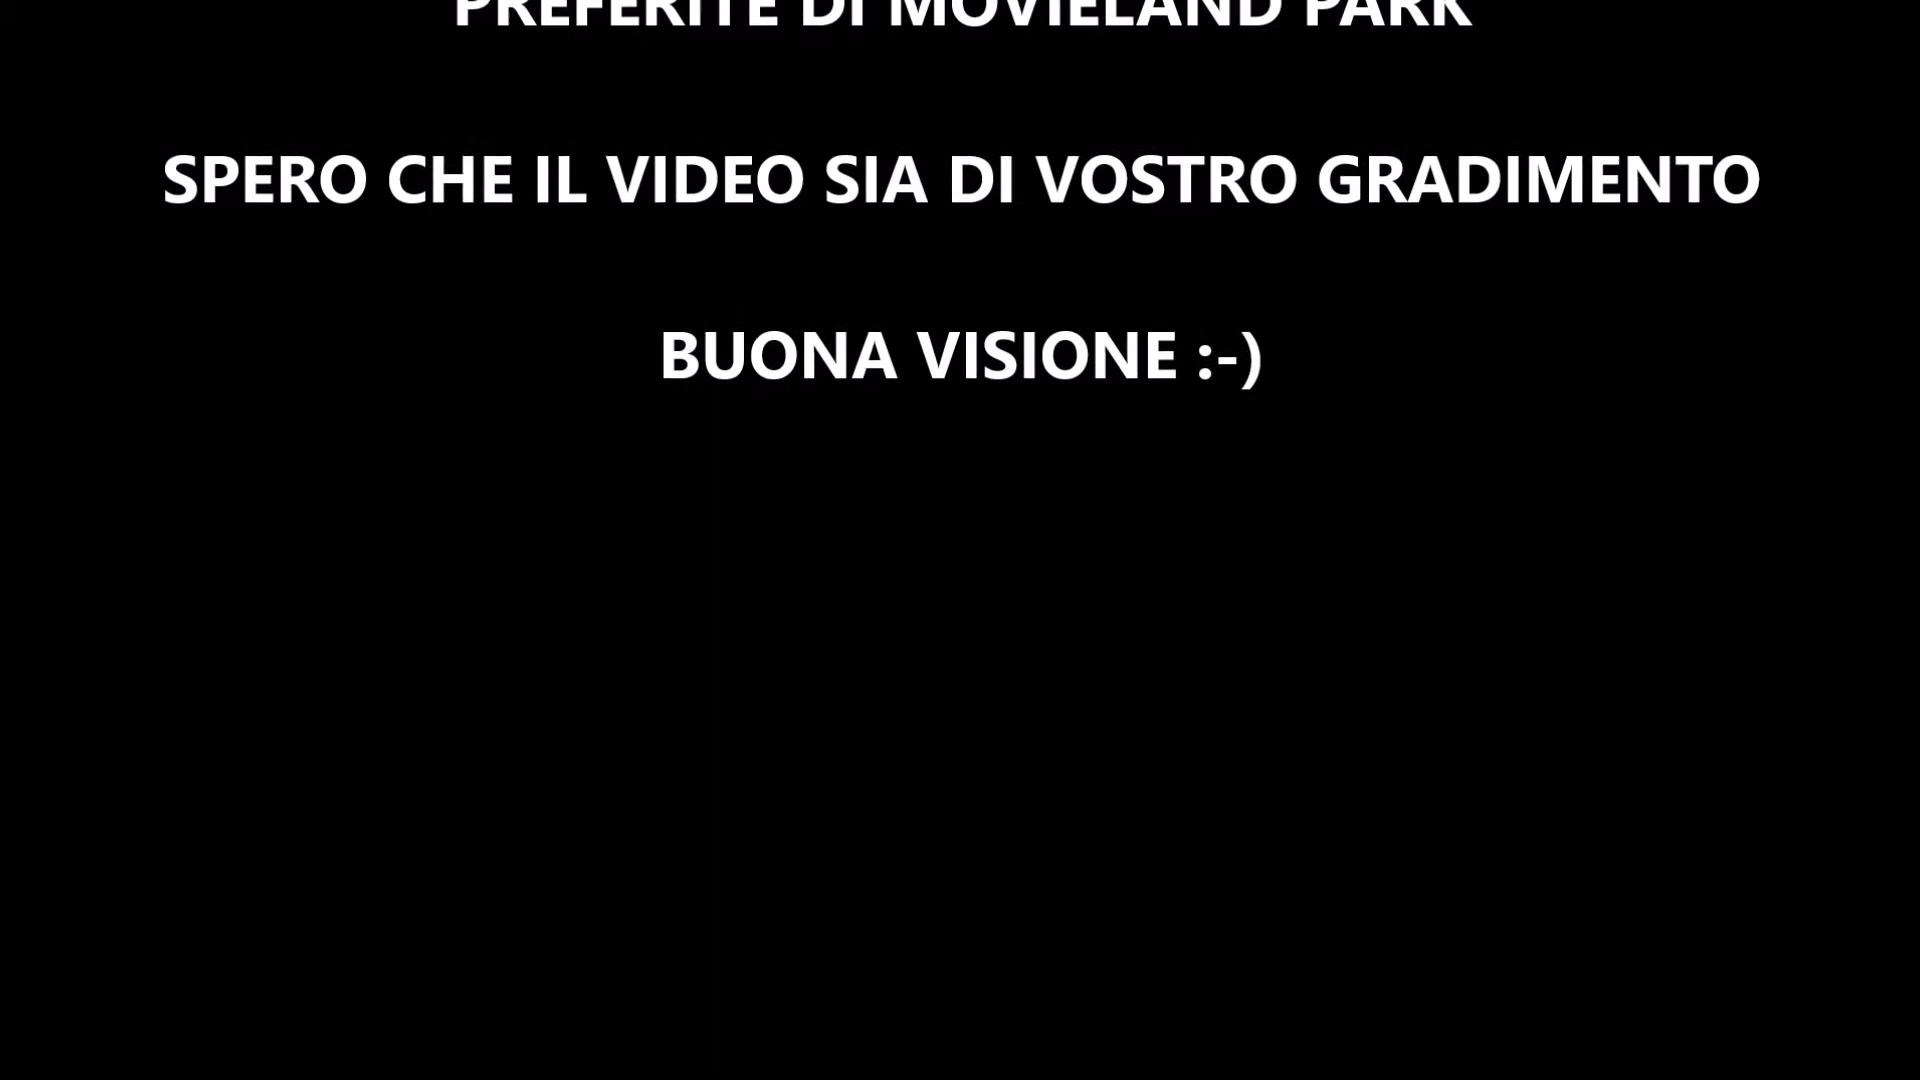 PREFERITE DI MOVIELAND PARK
SPERO CHE IL VIDEO SIA DI VOSTRO GRADIMENTO
BUONA VISIONE :-)